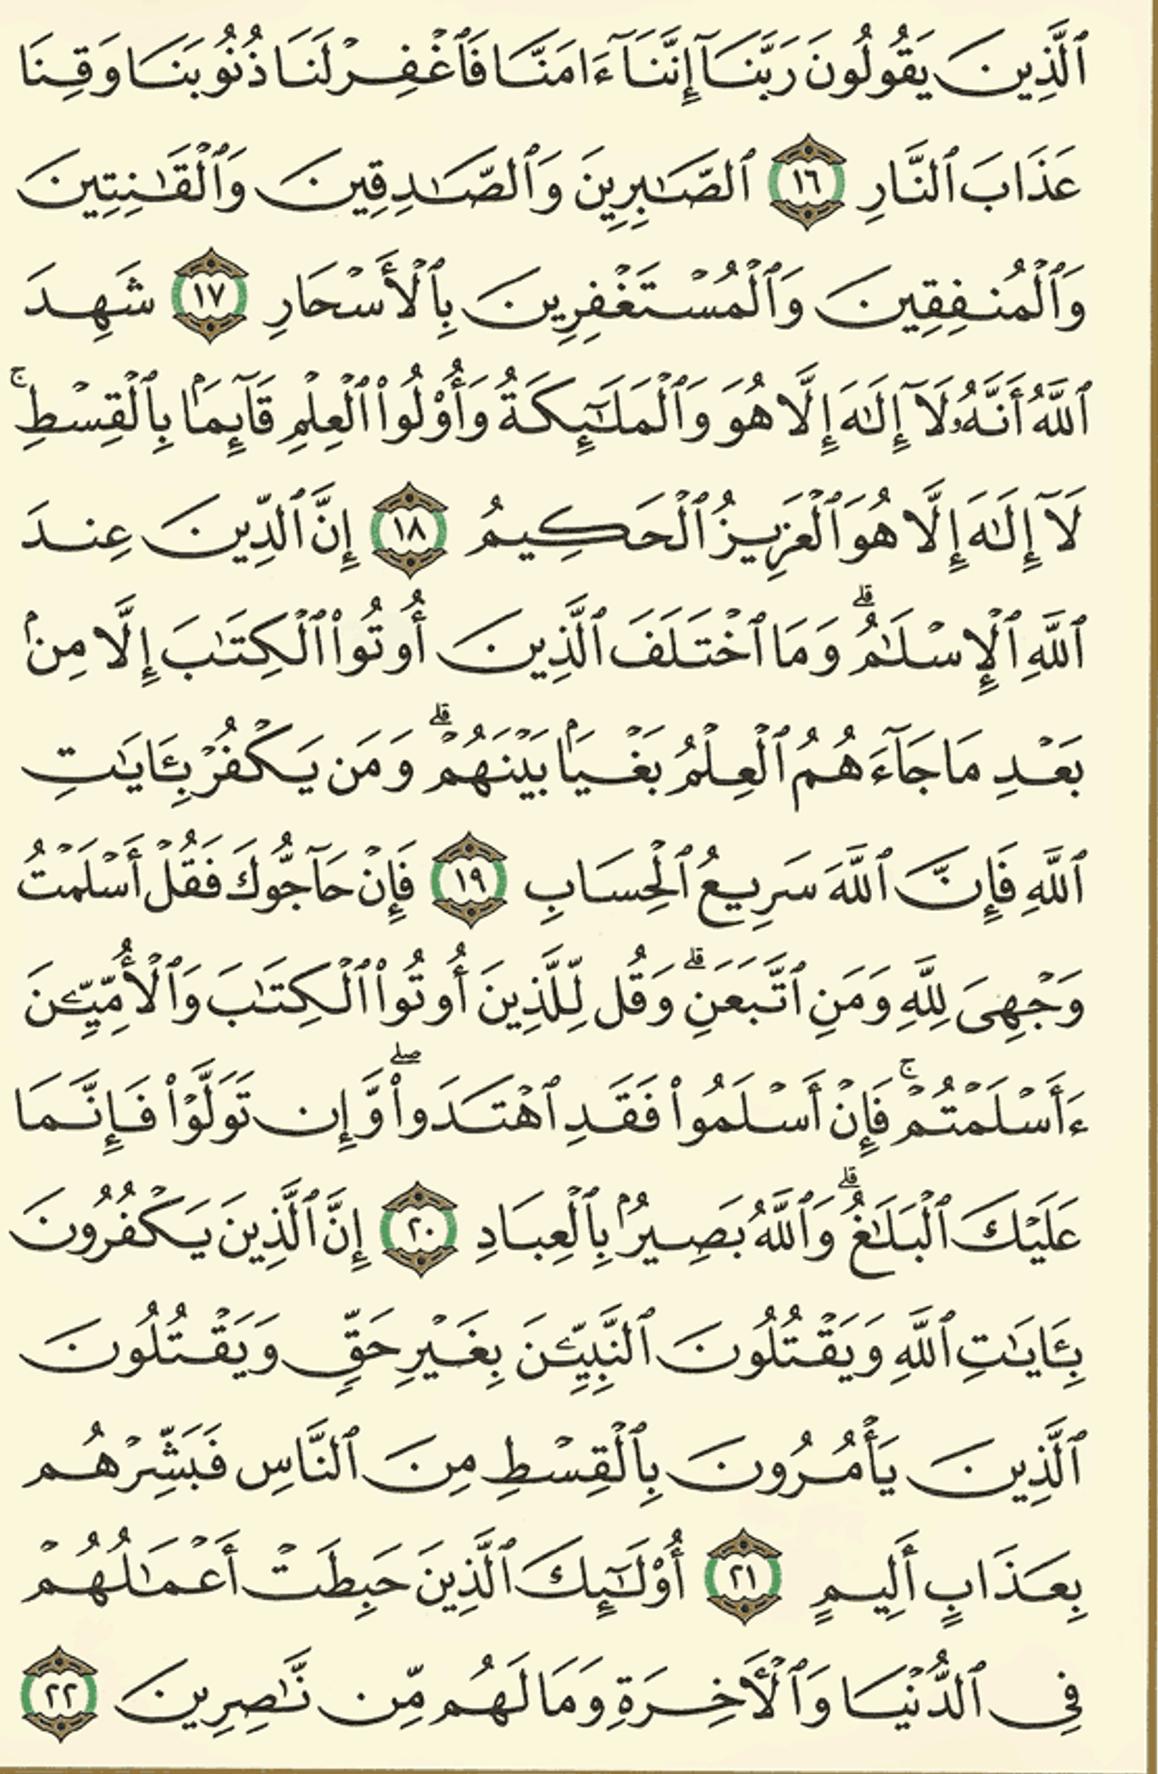 ٱلَّذِينَ يَقُولُونَ رَبَّنَآ إِنَّنَآ ءَامَنَّا فَٱغْفِرْ لَنَا ذُنُوبَنَا وَقِنَا
عَذَابَ ٱلنَّارِ ١٦ ٱلصَّـٰبِرِينَ وَٱلصَّـٰدِقِينَ وَٱلْقَـٰنِتِينَ
وَٱلْمُنفِقِينَ وَٱلْمُسْتَغْفِرِينَ بِٱلْأَسْحَارِ ١٧ شَهِدَ
ٱللَّهُ أَنَّهُۥ لَآ إِلَـٰهَ إِلَّا هُوَ وَٱلْمَلَـٰٓئِكَةُ وَأُو۟لُوا۟ ٱلْعِلْمِ قَآئِمَۢا بِٱلْقِسْطِ ۚ
لَآ إِلَـٰهَ إِلَّا هُوَ ٱلْعَزِيزُ ٱلْحَكِيمُ ١٨ إِنَّ ٱلدِّينَ عِندَ
ٱللَّهِ ٱلْإِسْلَـٰمُ ۗ وَمَا ٱخْتَلَفَ ٱلَّذِينَ أُوتُوا۟ ٱلْكِتَـٰبَ إِلَّا مِنۢ
بَعْدِ مَا جَآءَهُمُ ٱلْعِلْمُ بَغْيَۢا بَيْنَهُمْ ۗ وَمَن يَكْفُرْ بِـَٔايَـٰتِ
ٱللَّهِ فَإِنَّ ٱللَّهَ سَرِيعُ ٱلْحِسَابِ ١٩ فَإِنْ حَآجُّوكَ فَقُلْ أَسْلَمْتُ
وَجْهِىَ لِلَّهِ وَمَنِ ٱتَّبَعَنِ ۗ وَقُل لِّلَّذِينَ أُوتُوا۟ ٱلْكِتَـٰبَ وَٱلْأُمِّيِّـۧنَ
ءَأَسْلَمْتُمْ ۚ فَإِنْ أَسْلَمُوا۟ فَقَدِ ٱهْتَدَوا۟ ۖ وَّإِن تَوَلَّوْا۟ فَإِنَّمَا
عَلَيْكَ ٱلْبَلَـٰغُ ۗ وَٱللَّهُ بَصِيرٌۢ بِٱلْعِبَادِ ٢٠ إِنَّ ٱلَّذِينَ يَكْفُرُونَ
بِـَٔايَـٰتِ ٱللَّهِ وَيَقْتُلُونَ ٱلنَّبِيِّـۧنَ بِغَيْرِ حَقٍّ وَيَقْتُلُونَ
ٱلَّذِينَ يَأْمُرُونَ بِٱلْقِسْطِ مِنَ ٱلنَّاسِ فَبَشِّرْهُم
بِعَذَابٍ أَلِيمٍ ٢١ أُو۟لَـٰٓئِكَ ٱلَّذِينَ حَبِطَتْ أَعْمَـٰلُهُمْ
فِى ٱلدُّنْيَا وَٱلْـَٔاخِرَةِ وَمَا لَهُم مِّن نَّـٰصِرِينَ ٢٢